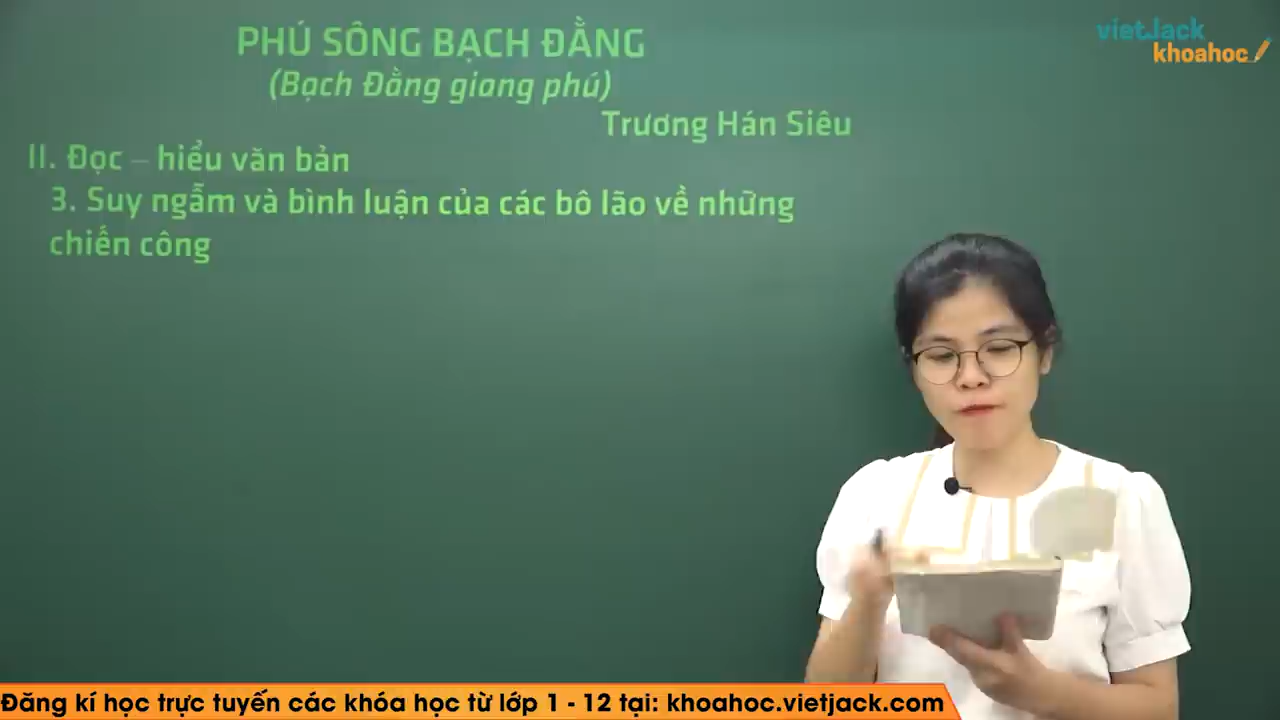 PHÚ SÔNG BẠCH ĐẰNG
(Bạch Đằng giang phú)
Trương Hán Siêu
II. Đọc – hiểu văn bản
3. Suy ngẫm và bình luận của các bô lão về những
chiến công
vietJack
khoahoc
Đăng kí học trực tuyến các khóa học từ lớp 1 - 12 tại: khoahoc.vietjack.com